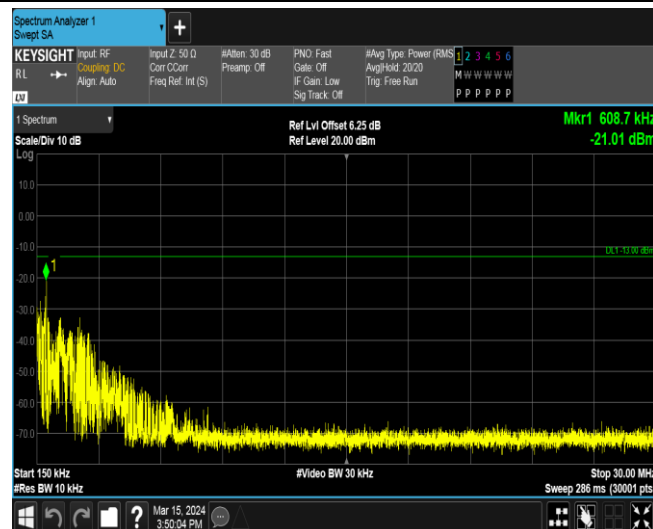 Spectrum Analyzer 1
Swept SA
+
KEYSIGHT
RL
LXI
Input: RF
Coupling: DC
Align: Auto
Input Z: 50 Ω
Corr CCorr
Freq Ref: Int (S)
#Atten: 30 dB
Preamp: Off
PNO: Fast
Gate: Off
IF Gain: Low
Sig Track: Off
#Avg Type: Power (RMS
Avg|Hold: 20/20
Trig: Free Run
1 2 3 4 5 6
M W W W W W
P P P P P P
1 Spectrum
Scale/Div 10 dB
Ref Lvl Offset 6.25 dB
Ref Level 20.00 dBm
Mkr1 608.7 kHz
-21.01 dBm
Log
10.0
0.00
-10.0
DL1 -13.00 dBm
1
-20.0
-30.0
-40.0
-50.0
-60.0
-70.0
Start 150 kHz
#Video BW 30 kHz
Stop 30.00 MHz
#Res BW 10 kHz
Sweep 286 ms (30001 pts)
?
Mar 15, 2024
3:50:04 PM